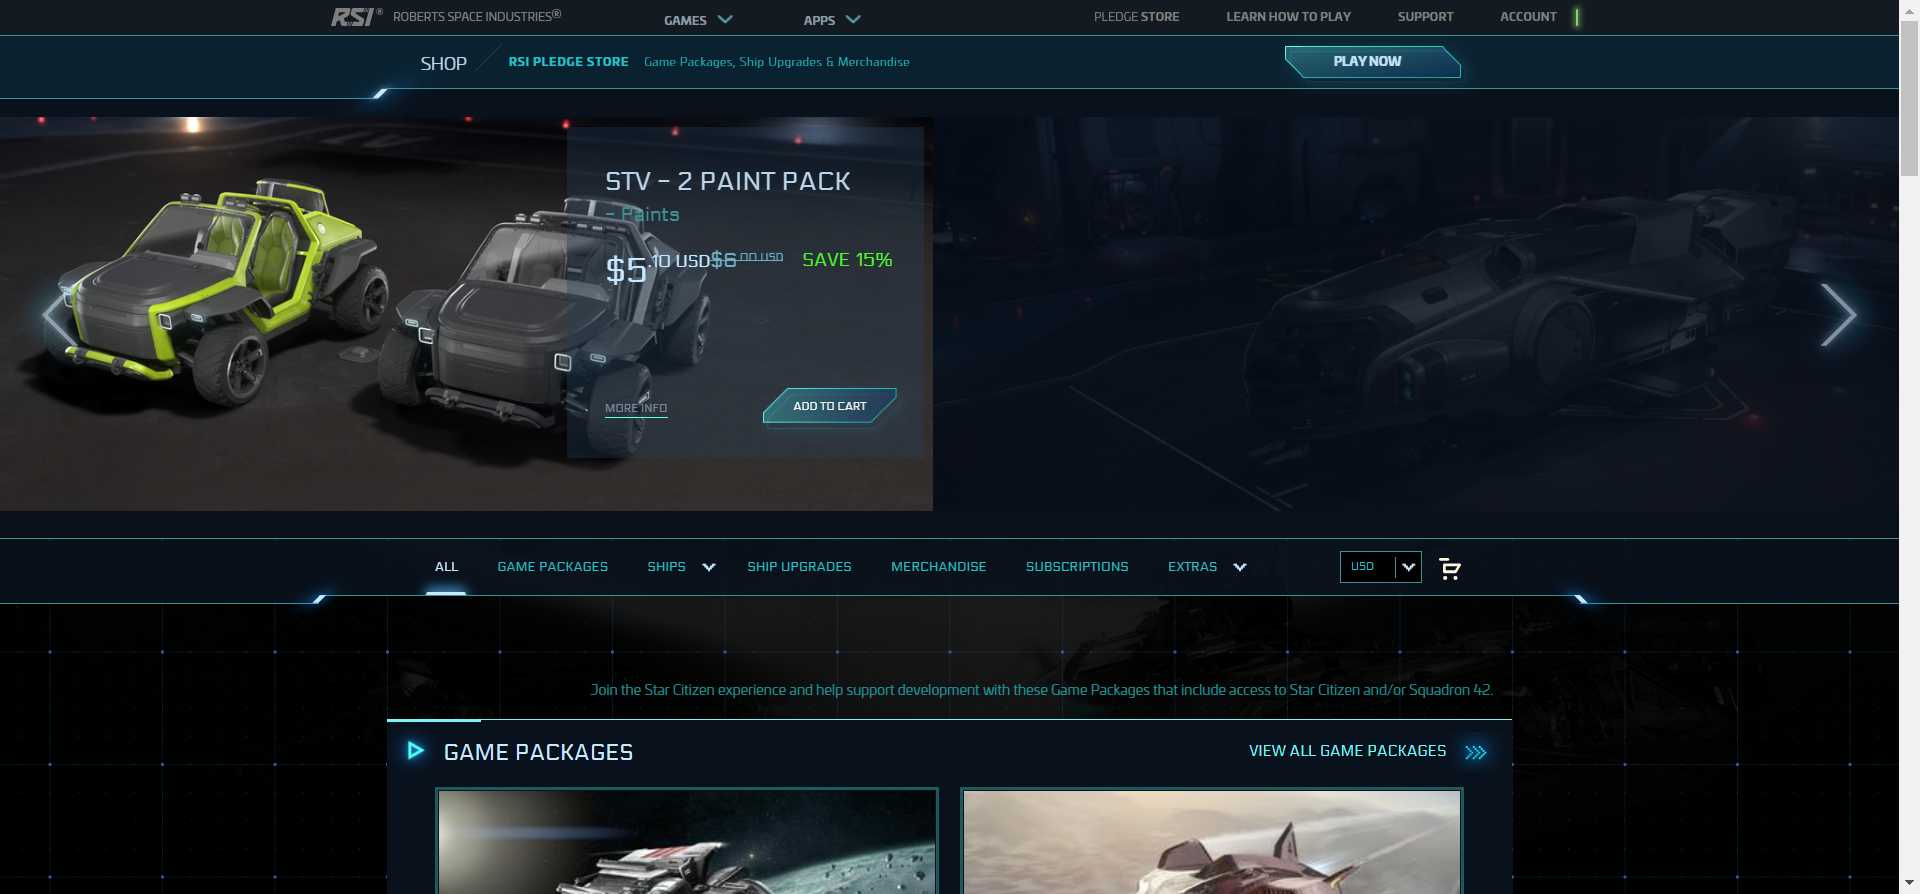 RSI® ROBERTS SPACE INDUSTRIES®
GAMES
APPS
PLEDGE STORE
LEARN HOW TO PLAY
SUPPORT
ACCOUNT
SHOP
RSI PLEDGE STORE
Game Packages, Ship Upgrades & Merchandise
PLAY NOW
STV - 2 PAINT PACK
- Paints
$5.10 USD $6.00 USD SAVE 15%
MORE INFO
ADD TO CART
ALL
GAME PACKAGES
SHIPS
SHIP UPGRADES
MERCHANDISE
SUBSCRIPTIONS
EXTRAS
USD
Join the Star Citizen experience and help support development with these Game Packages that include access to Star Citizen and/or Squadron 42.
GAME PACKAGES
VIEW ALL GAME PACKAGES